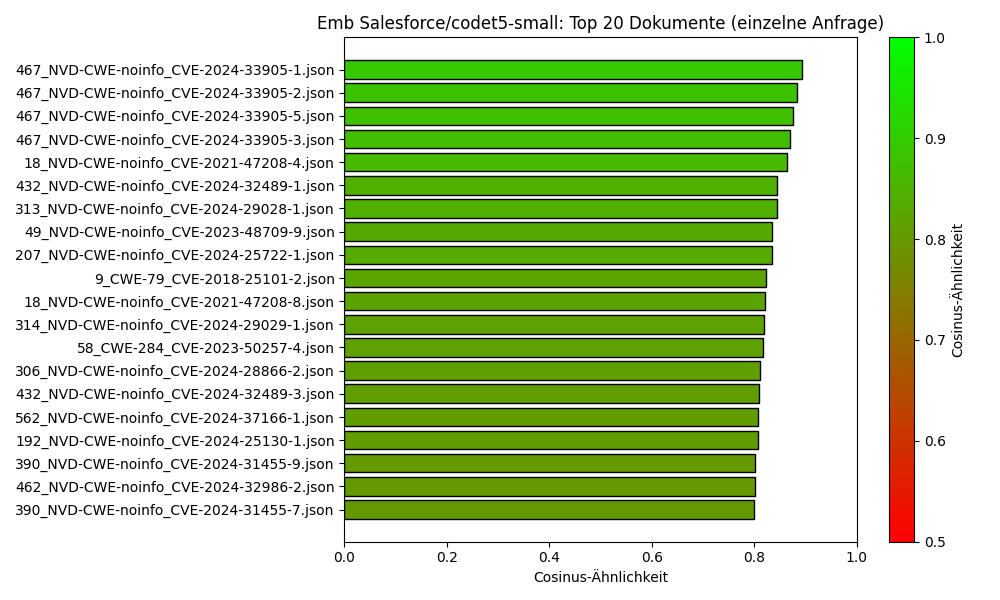 Emb Salesforce/codet5-small: Top 20 Dokumente (einzelne Anfrage)
467_NVD-CWE-noinfo_CVE-2024-33905-1.json
467_NVD-CWE-noinfo_CVE-2024-33905-2.json
467_NVD-CWE-noinfo_CVE-2024-33905-5.json
467_NVD-CWE-noinfo_CVE-2024-33905-3.json
18_NVD-CWE-noinfo_CVE-2021-47208-4.json
432_NVD-CWE-noinfo_CVE-2024-32489-1.json
313_NVD-CWE-noinfo_CVE-2024-29028-1.json
49_NVD-CWE-noinfo_CVE-2023-48709-9.json
207_NVD-CWE-noinfo_CVE-2024-25722-1.json
9_CWE-79_CVE-2018-25101-2.json
18_NVD-CWE-noinfo_CVE-2021-47208-8.json
314_NVD-CWE-noinfo_CVE-2024-29029-1.json
58_CWE-284_CVE-2023-50257-4.json
306_NVD-CWE-noinfo_CVE-2024-28866-2.json
432_NVD-CWE-noinfo_CVE-2024-32489-3.json
562_NVD-CWE-noinfo_CVE-2024-37166-1.json
192_NVD-CWE-noinfo_CVE-2024-25130-1.json
390_NVD-CWE-noinfo_CVE-2024-31455-9.json
462_NVD-CWE-noinfo_CVE-2024-32986-2.json
390_NVD-CWE-noinfo_CVE-2024-31455-7.json
0.0 0.2 0.4 0.6 0.8 1.0
Cosinus-Ähnlichkeit
1.0
0.9
0.8
0.7
0.6
0.5
Cosinus-Ähnlichkeit